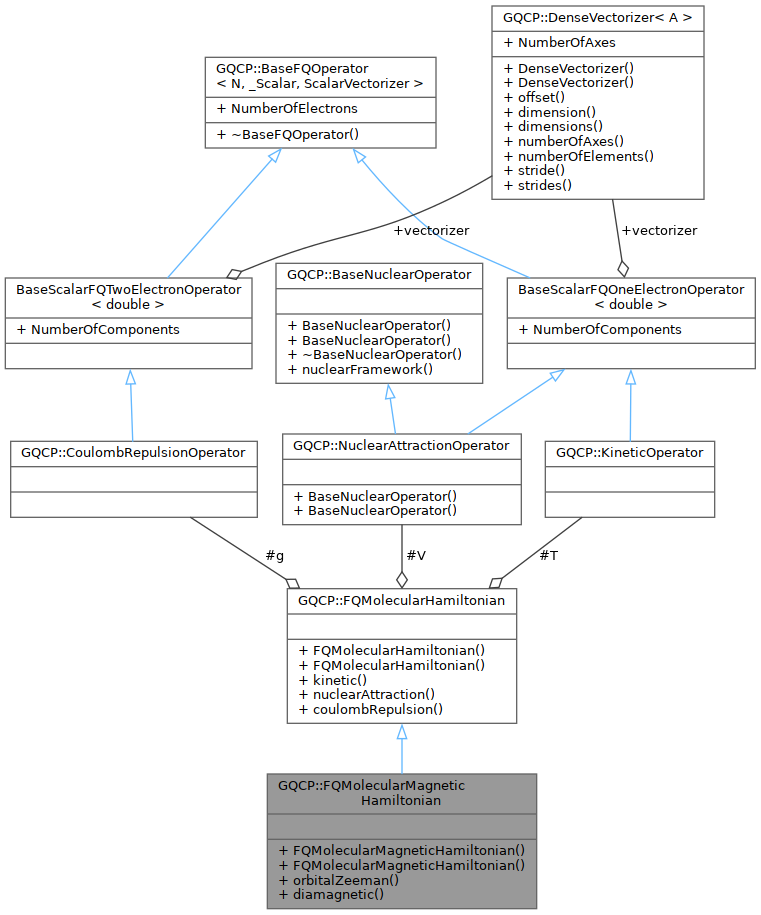 GQCP::DenseVectorizer< A >
+ NumberOfAxes
+ DenseVectorizer()
+ DenseVectorizer()
+ offset()
+ dimension()
+ dimensions()
+ numberOfAxes()
+ numberOfElements()
+ stride()
+ strides()
GQCP::BaseFQOperator
< N, _Scalar, ScalarVectorizer >
+ NumberOfElectrons
+ ~BaseFQOperator()
+vectorizer
+vectorizer
BaseScalarFQTwoElectronOperator
< double >
+ NumberOfComponents
GQCP::BaseNuclearOperator
+ BaseNuclearOperator()
+ BaseNuclearOperator()
+ ~BaseNuclearOperator()
+ nuclearFramework()
BaseScalarFQOneElectronOperator
< double >
+ NumberOfComponents
GQCP::CoulombRepulsionOperator
GQCP::NuclearAttractionOperator
+ BaseNuclearOperator()
+ BaseNuclearOperator()
GQCP::KineticOperator
#g
#V
#T
GQCP::FQMolecularHamiltonian
+ FQMolecularHamiltonian()
+ FQMolecularHamiltonian()
+ kinetic()
+ nuclearAttraction()
+ coulombRepulsion()
GQCP::FQMolecularMagnetic
Hamiltonian
+ FQMolecularMagneticHamiltonian()
+ FQMolecularMagneticHamiltonian()
+ orbitalZeeman()
+ diamagnetic()